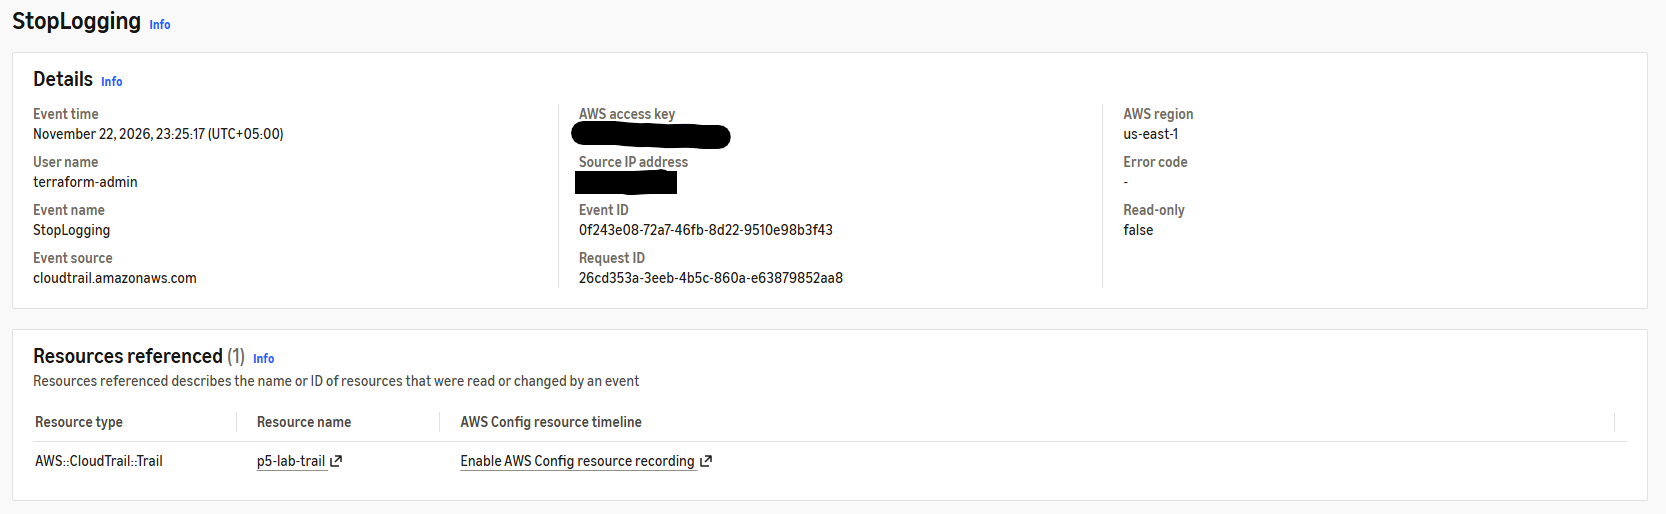 StopLogging Info
Details Info
Event time
November 22, 2026, 23:25:17 (UTC+05:00)
User name
terraform-admin
Event name
StopLogging
Event source
cloudtrail.amazonaws.com
AWS access key
Source IP address
Event ID
0f243e08-72a7-46fb-8d22-9510e98b3f43
Request ID
26cd353a-3eeb-4b5c-860a-e63879852aa8
AWS region
us-east-1
Error code
-
Read-only
false
Resources referenced (1) Info
Resources referenced describes the name or ID of resources that were read or changed by an event
Resource type Resource name AWS Config resource timeline
AWS::CloudTrail::Trail p5-lab-trail Enable AWS Config resource recording